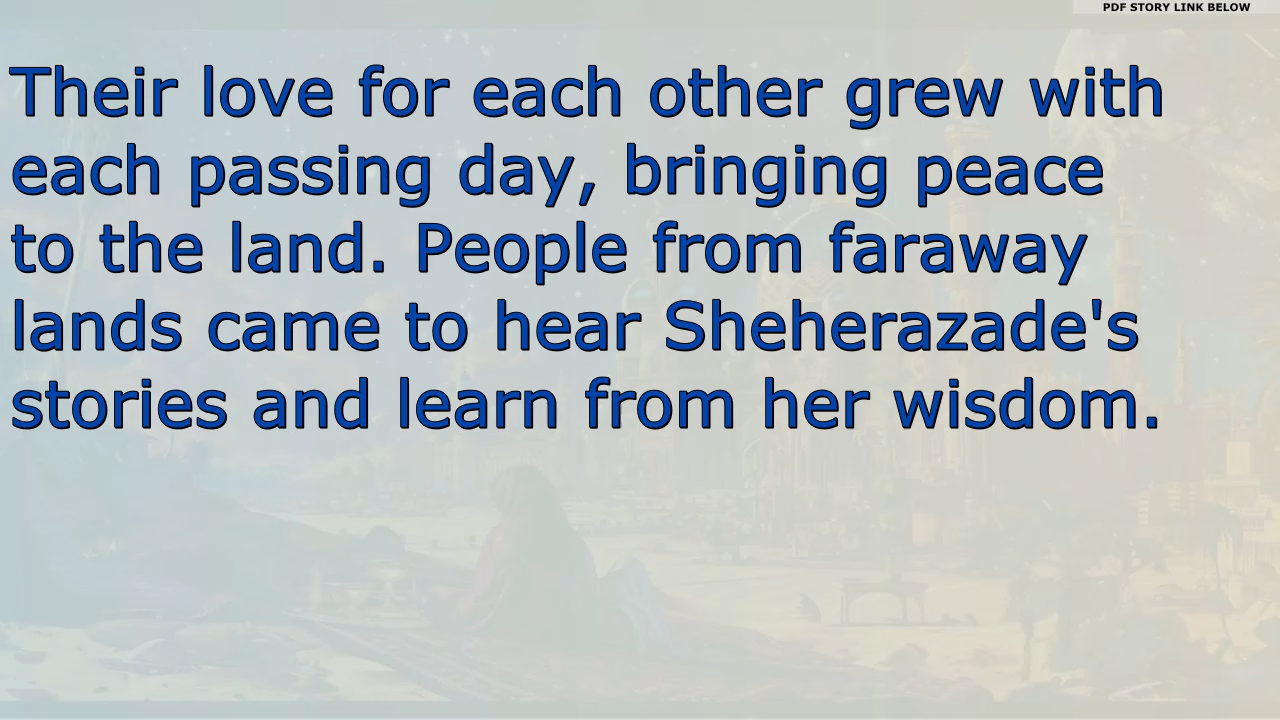 PDF STORY LINK BELOW
Their love for each other grew with
each passing day, bringing peace
to the land. People from faraway
lands came to hear Sheherazade's
stories and learn from her wisdom.